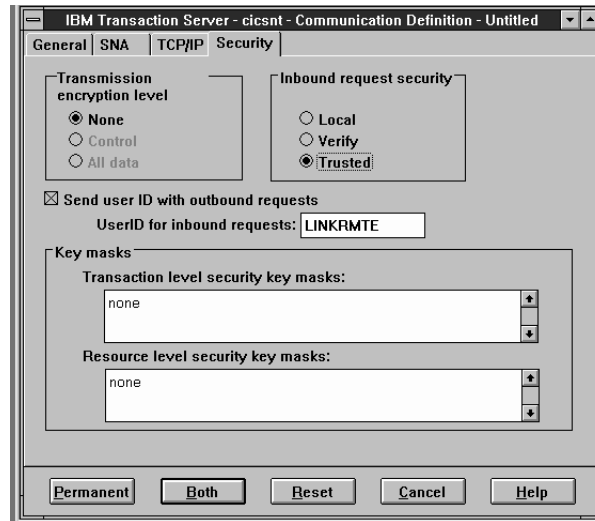 IBM Transaction Server - cicsnt - Communication Definition - Untitled
General SNA TCP/IP Security
Transmission encryption level
None
Control
All data
Inbound request security
Local
Verify
Trusted
Send user ID with outbound requests
UserID for inbound requests: LINKRMTE
Key masks
Transaction level security key masks:
none
Resource level security key masks:
none
Permanent Both Reset Cancel Help